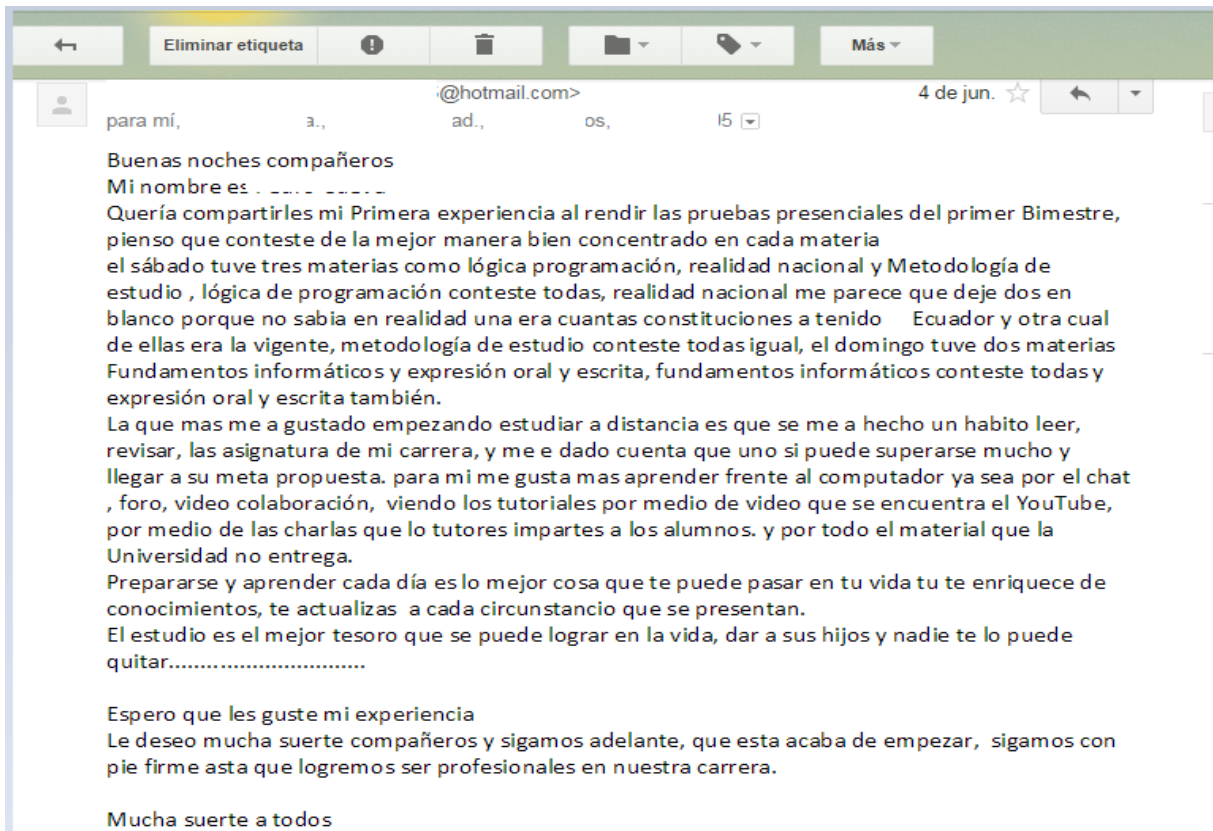 Eliminar etiqueta Más
@hotmail.com> 4 de jun.
para mí, a., ad., os, 95
Buenas noches compañeros
Mi nombre es
Quería compartirles mi Primera experiencia al rendir las pruebas presenciales del primer Bimestre,
pienso que conteste de la mejor manera bien concentrado en cada materia
el sábado tuve tres materias como lógica programación, realidad nacional y Metodología de
estudio , lógica de programación conteste todas, realidad nacional me parece que deje dos en
blanco porque no sabia en realidad una era cuantas constituciones a tenido Ecuador y otra cual
de ellas era la vigente, metodología de estudio conteste todas igual, el domingo tuve dos materias
Fundamentos informáticos y expresión oral y escrita, fundamentos informáticos conteste todas y
expresión oral y escrita también.
La que mas me a gustado empezando estudiar a distancia es que se me a hecho un habito leer,
revisar, las asignatura de mi carrera, y me e dado cuenta que uno si puede superarse mucho y
llegar a su meta propuesta. para mi me gusta mas aprender frente al computador ya sea por el chat
, foro, video colaboración, viendo los tutoriales por medio de video que se encuentra el YouTube,
por medio de las charlas que lo tutores impartes a los alumnos. y por todo el material que la
Universidad no entrega.
Prepararse y aprender cada día es lo mejor cosa que te puede pasar en tu vida tu te enriquece de
conocimientos, te actualizas a cada circunstancio que se presentan.
El estudio es el mejor tesoro que se puede lograr en la vida, dar a sus hijos y nadie te lo puede
quitar................................
Espero que les guste mi experiencia
Le deseo mucha suerte compañeros y sigamos adelante, que esta acaba de empezar, sigamos con
pie firme asta que logremos ser profesionales en nuestra carrera.
Mucha suerte a todos